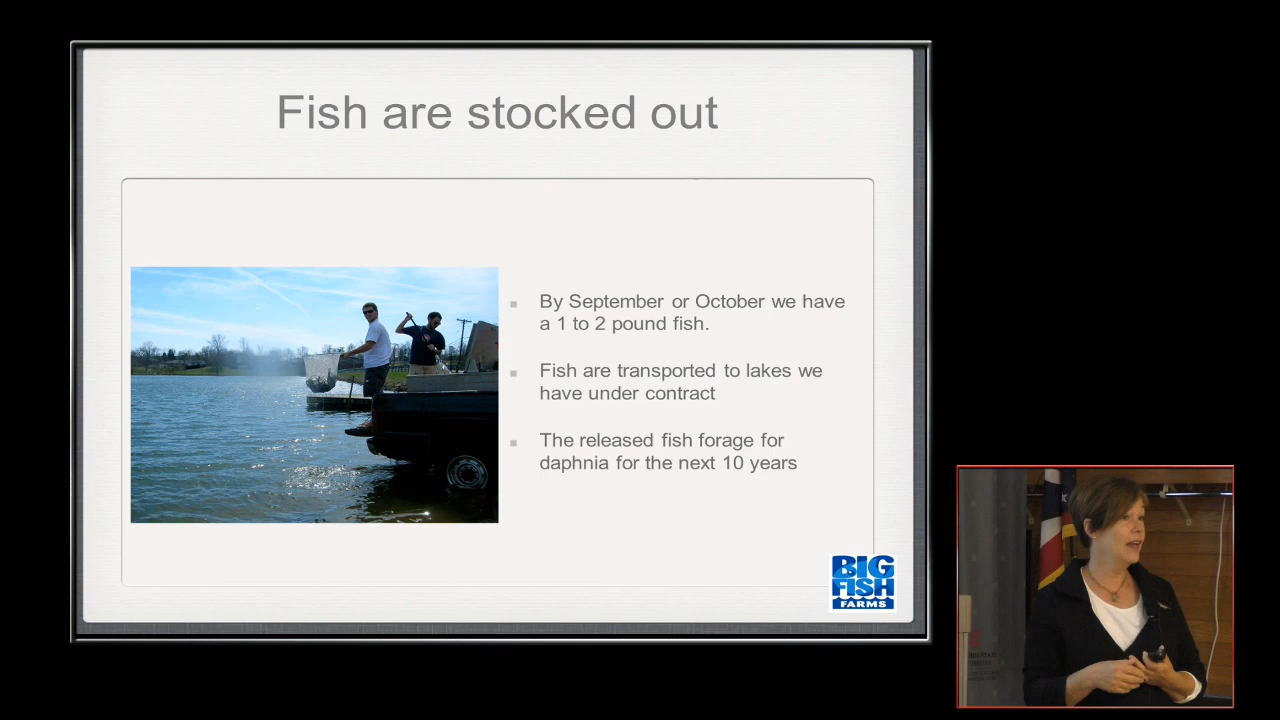 Fish are stocked out
By September or October we have
a 1 to 2 pound fish.
Fish are transported to lakes we
have under contract
The released fish forage for
daphnia for the next 10 years
BIG
FISH
FARMS